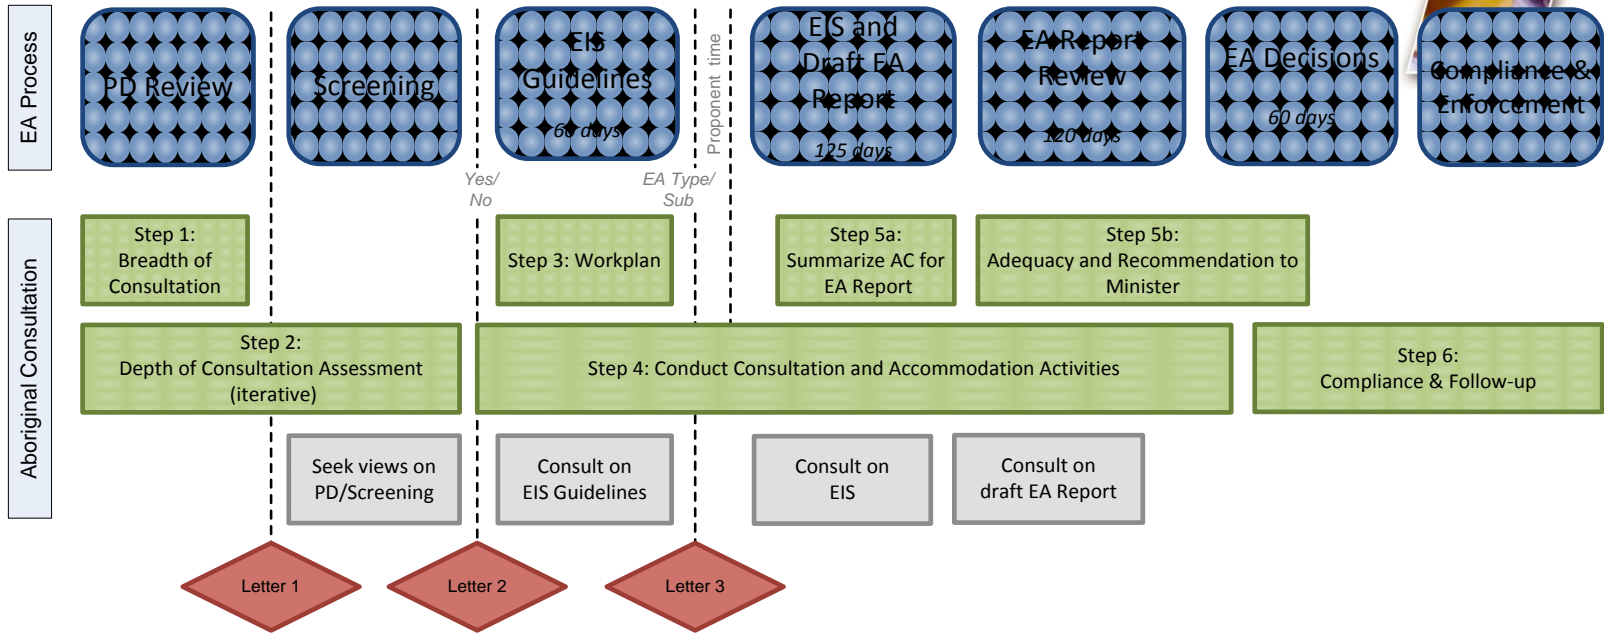 EA Process
PD Review
Screening
EIS
Guidelines
60 days
Proponent time
EIS and
Draft EA
Report
125 days
EA Report
Review
120 days
EA Decisions
60 days
Compliance &
Enforcement
Yes/
No
EA Type/
Sub
Aboriginal Consultation
Step 1:
Breadth of
Consultation
Step 3: Workplan
Step 5a:
Summarize AC for
EA Report
Step 5b:
Adequacy and Recommendation to
Minister
Step 2:
Depth of Consultation Assessment
(iterative)
Step 4: Conduct Consultation and Accommodation Activities
Step 6:
Compliance & Follow-up
Seek views on
PD/Screening
Consult on
EIS Guidelines
Consult on
EIS
Consult on
draft EA Report
Letter 1
Letter 2
Letter 3